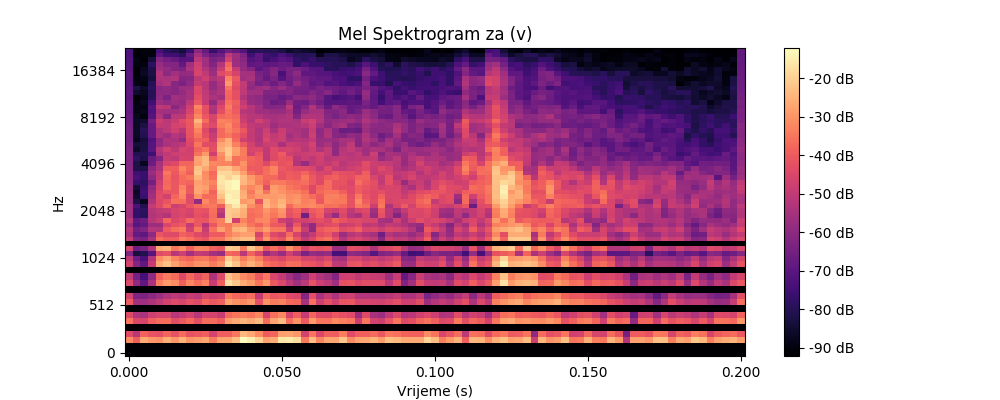 Mel Spektrogram za (v)
16384
8192
4096
2048
1024
512
0
Hz
0.000 0.050 0.100 0.150 0.200
Vrijeme (s)
-20 dB
-30 dB
-40 dB
-50 dB
-60 dB
-70 dB
-80 dB
-90 dB